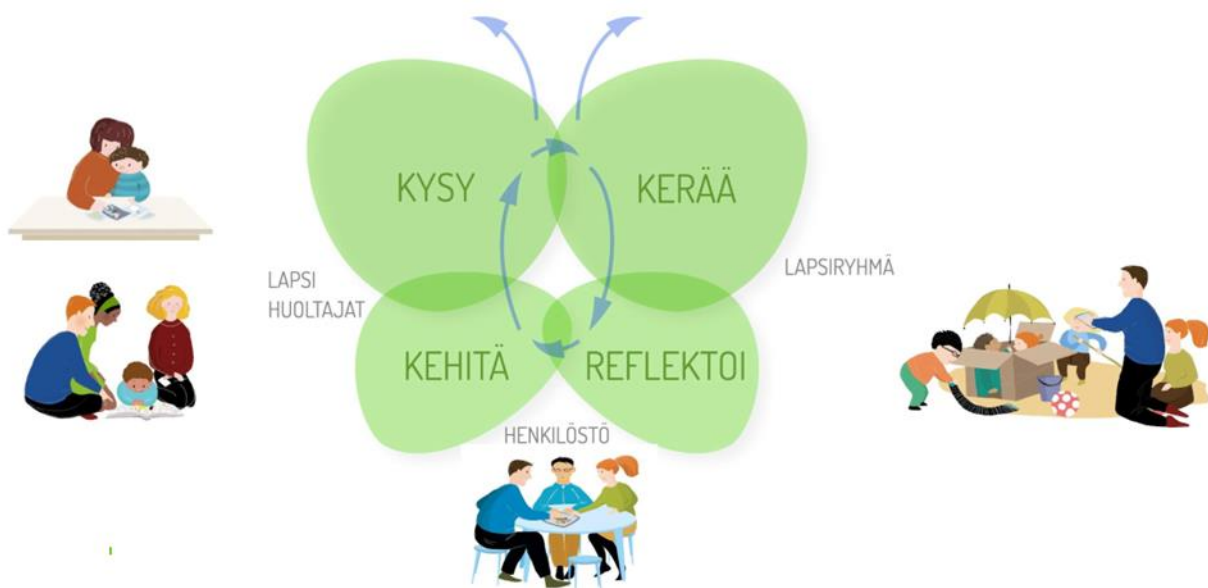 KYSY
KERÄÄ
LAPSI
HUOLTAJAT
LAPSIRYHMÄ
KEHITÄ
REFLEKTOI
HENKILÖSTÖ